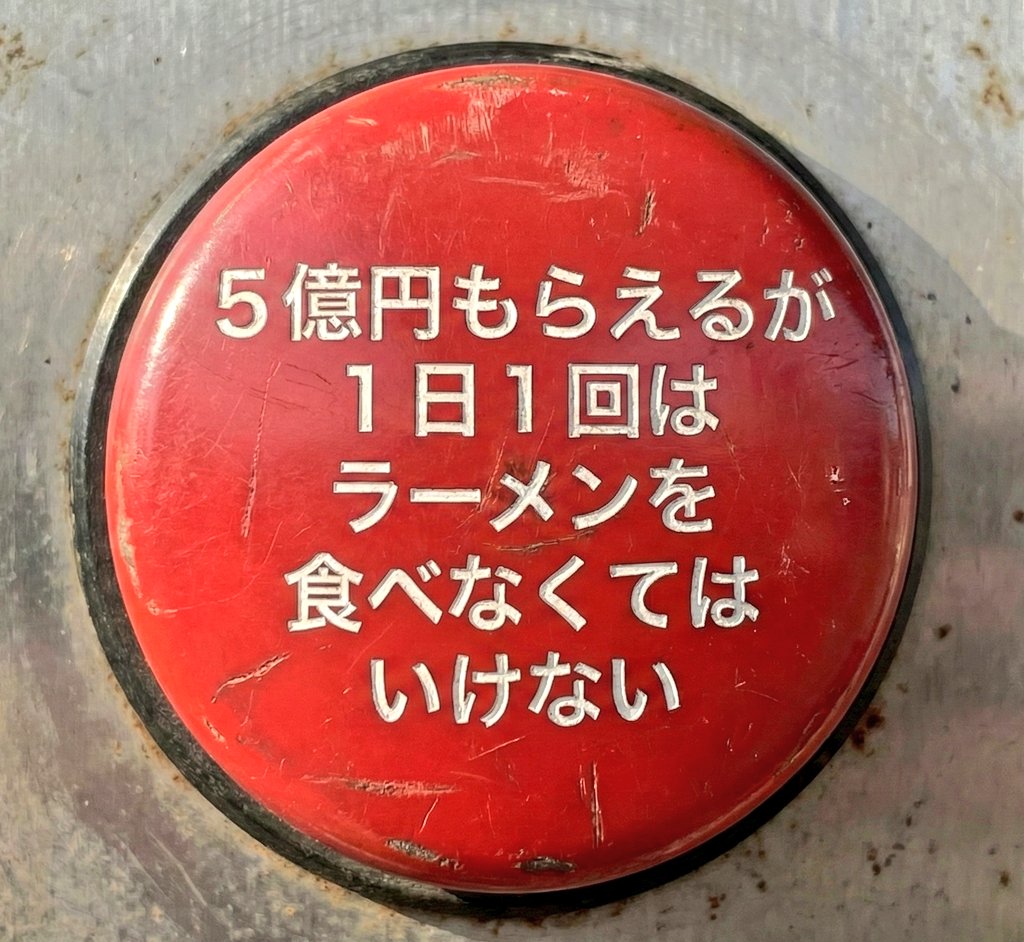 ５億円もらえるが
１日１回は
ラーメンを
食べなくては
いけない